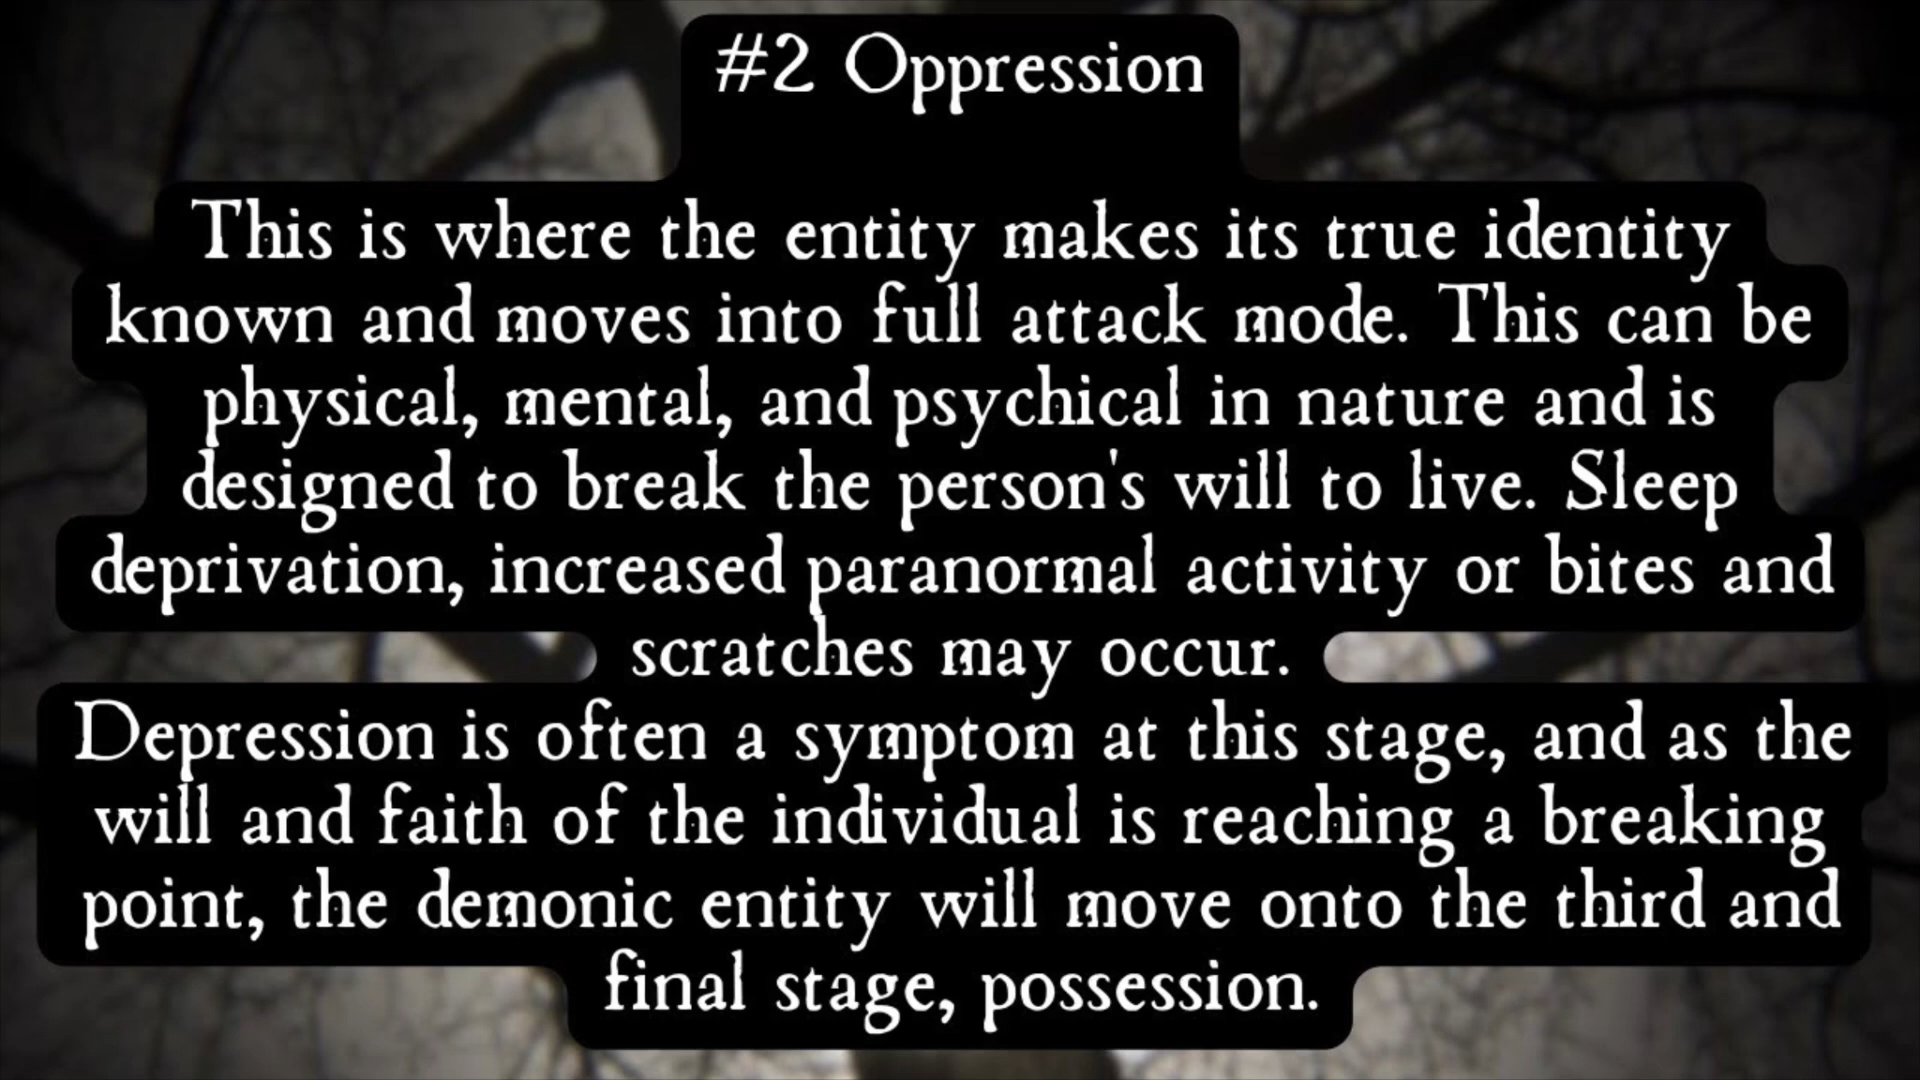 #2 Oppression
This is where the entity makes its true identity
known and moves into full attack mode. This can be
physical, mental, and psychical in nature and is
designed to break the person's will to live. Sleep
deprivation, increased paranormal activity or bites and
scratches may occur.
Depression is often a symptom at this stage, and as the
will and faith of the individual is reaching a breaking
point, the demonic entity will move onto the third and
final stage, possession.